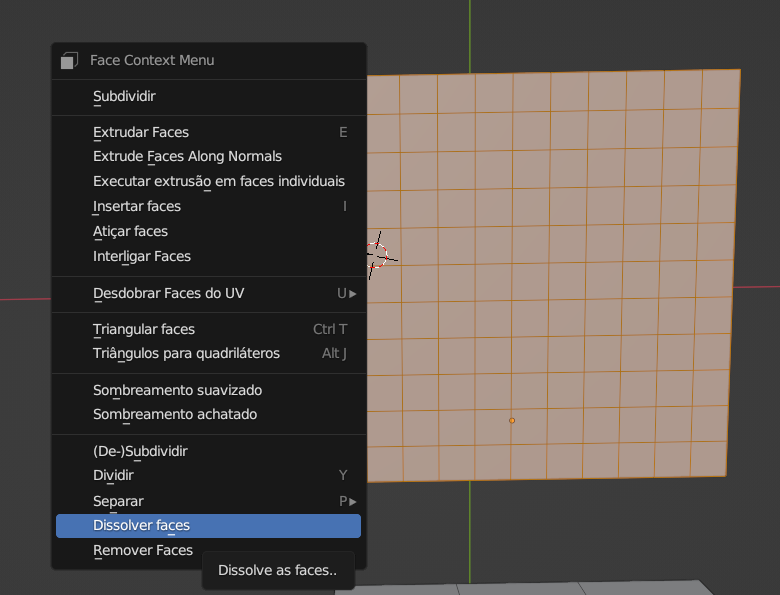 Face Context Menu
Subdividir
Extrudar Faces E
Extrude Faces Along Normals
Executar extrusão em faces individuais
Insertar faces I
Atiçar faces
Interligar Faces
Desdobrar Faces do UV U
Triangular faces Ctrl T
Triângulos para quadriláteros Alt J
Sombreamento suavizado
Sombreamento achatado
(De-)Subdividir
Dividir Y
Separar P
Dissolver faces
Remover Faces
Dissolve as faces..